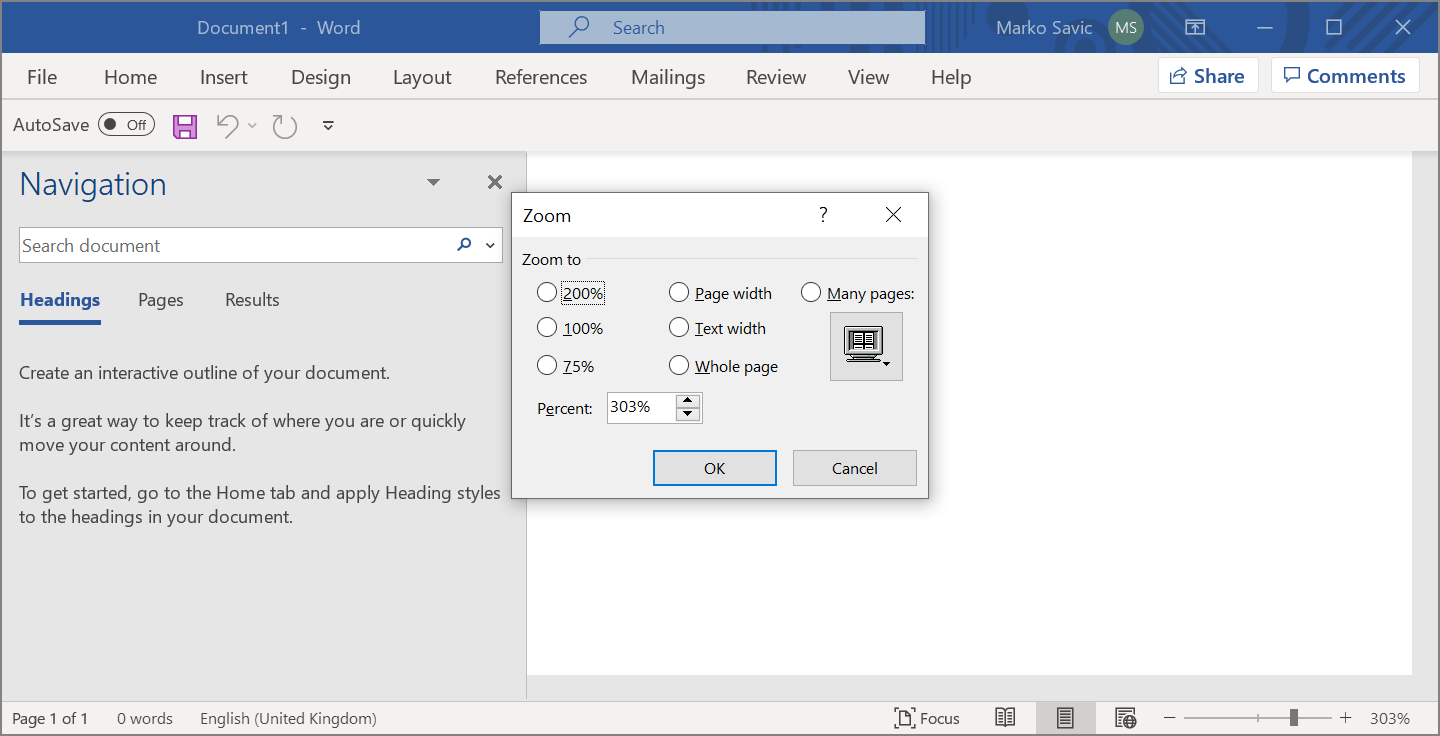 Document1 - Word
Search
Marko Savic MS
File Home Insert Design Layout References Mailings Review View Help Share Comments
AutoSave Off
Navigation
Search document
Headings Pages Results
Create an interactive outline of your document.
It's a great way to keep track of where you are or quickly
move your content around.
To get started, go to the Home tab and apply Heading styles
to the headings in your document.
Zoom ?
Zoom to
200% Page width Many pages:
100% Text width
75% Whole page
Percent: 303%
OK Cancel
Page 1 of 1 0 words English (United Kingdom) Focus 303%